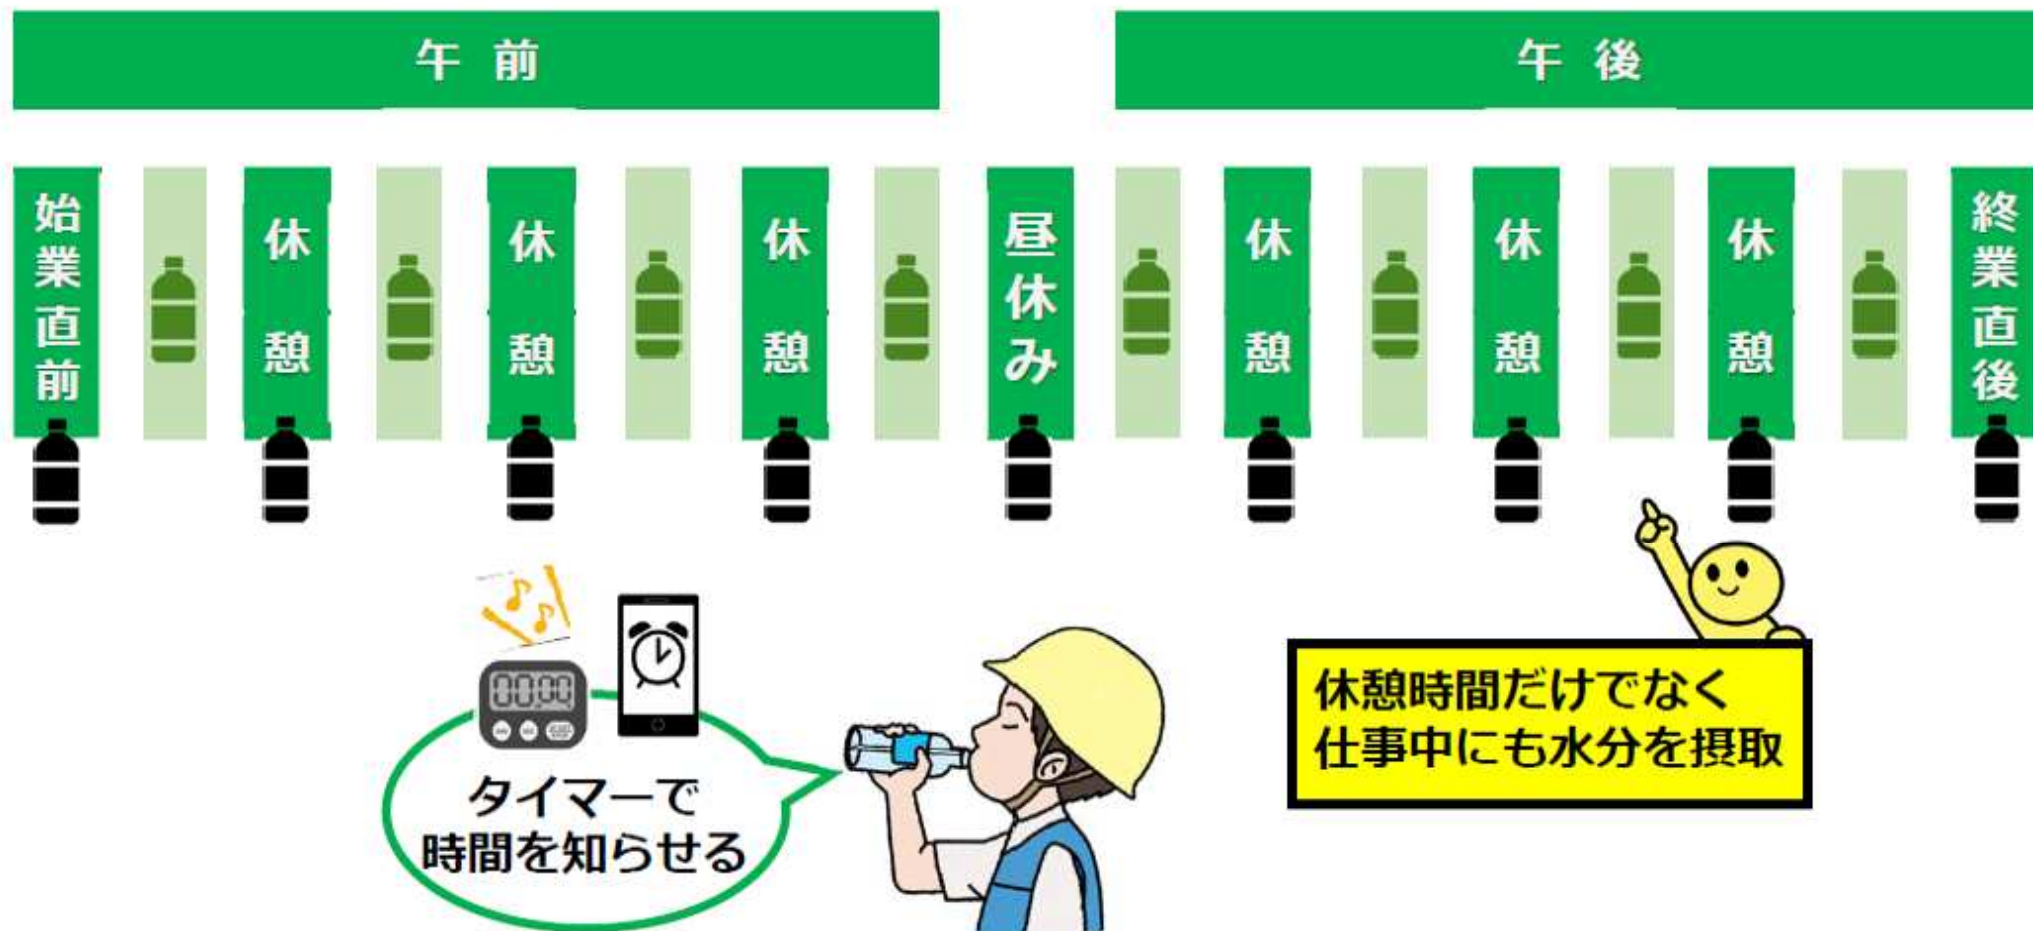 午前
午後
始業直前
休憩
休憩
休憩
昼休み
休憩
休憩
休憩
終業直後
00:00
タイマーで
時間を知らせる
休憩時間だけでなく
仕事中にも水分を摂取